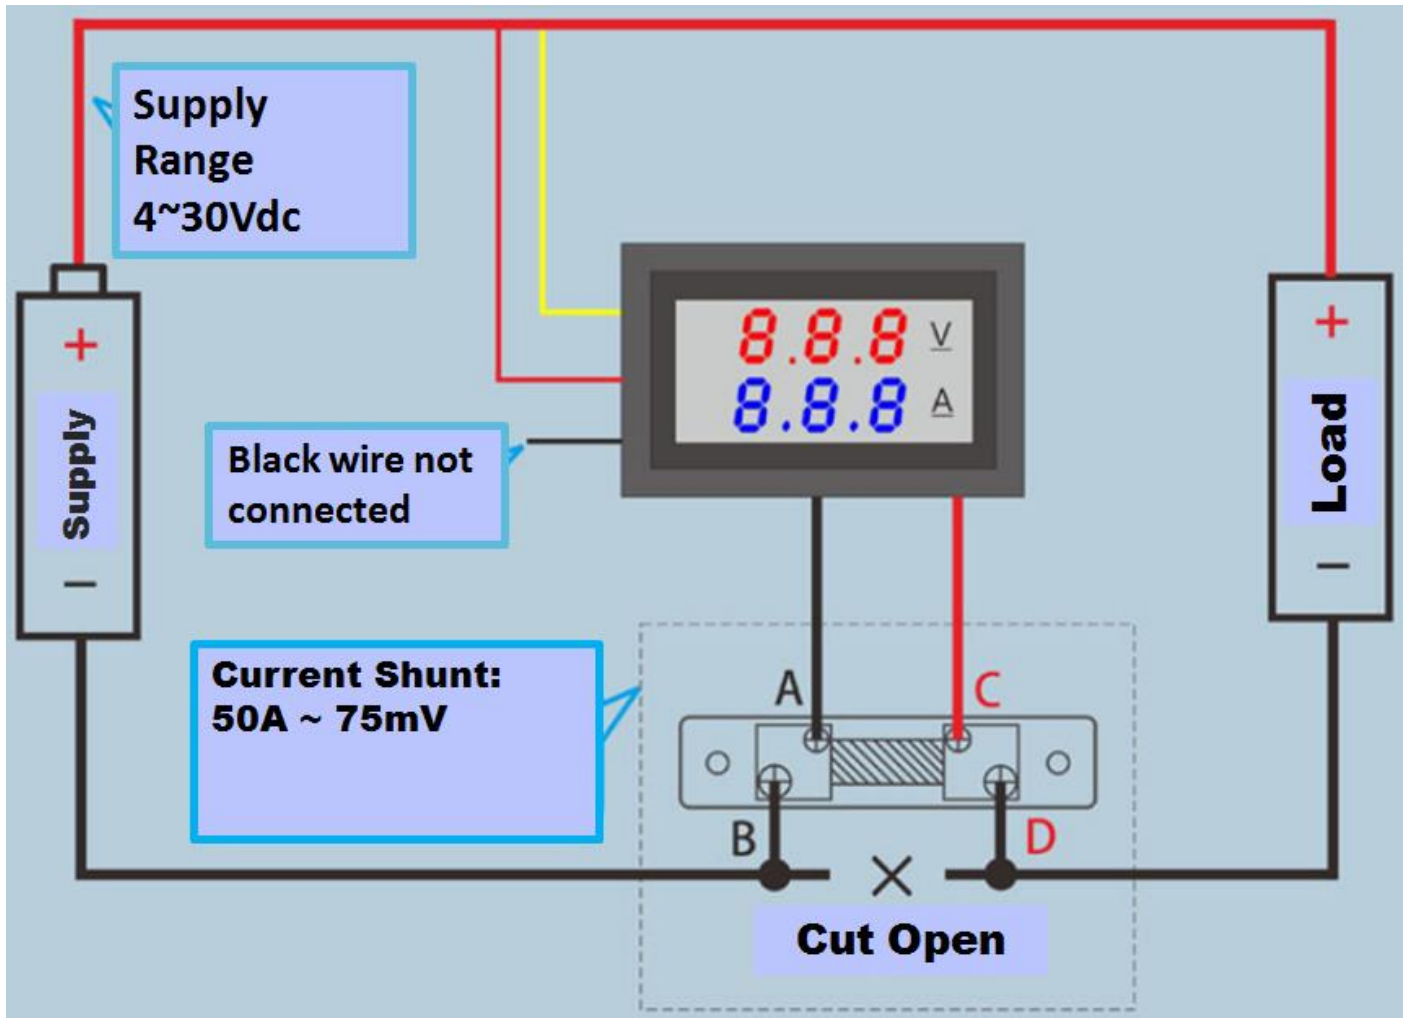 Supply
Range
4~30Vdc
+
Supply
−
8.8.8 V
8.8.8 A
Black wire not
connected
+
Load
−
Current Shunt:
50A ~ 75mV
A
C
B
D
Cut Open